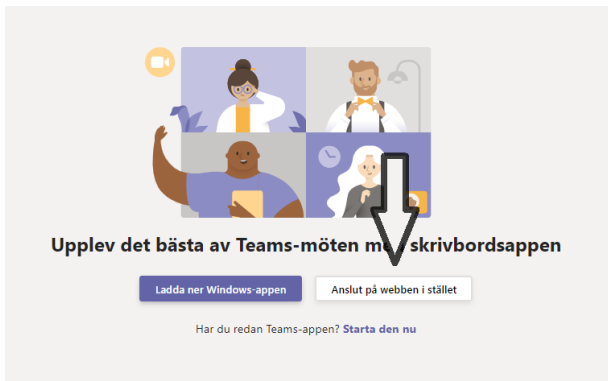 Upplev det bästa av Teams-möten med skrivbordsappen
Ladda ner Windows-appen
Anslut på webben i stället
Har du redan Teams-appen? Starta den nu